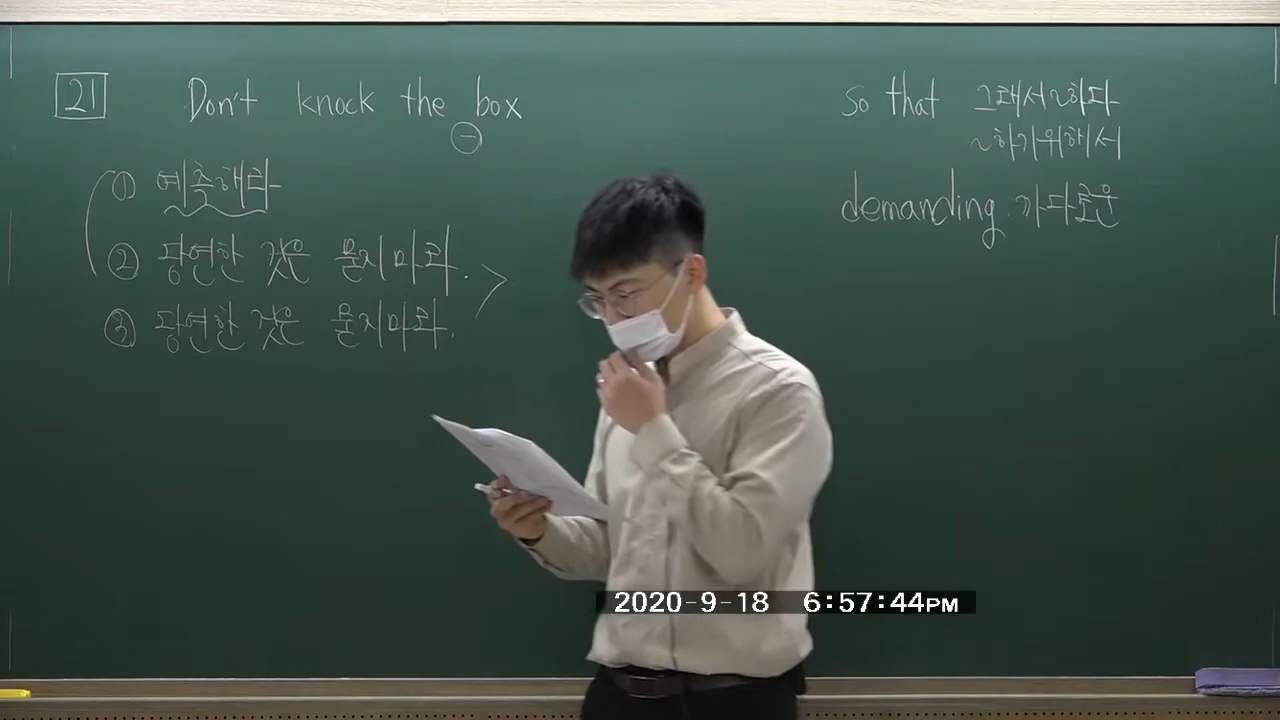 21 Don't knock the box
⊖
① 예측해라
② 당연한 것은 묻지마라.
③ 당연한 것은 묻지마라.
so that 그래서~하다
~하기위해서
demanding 까다로운
2020-9-18 6:57:44PM